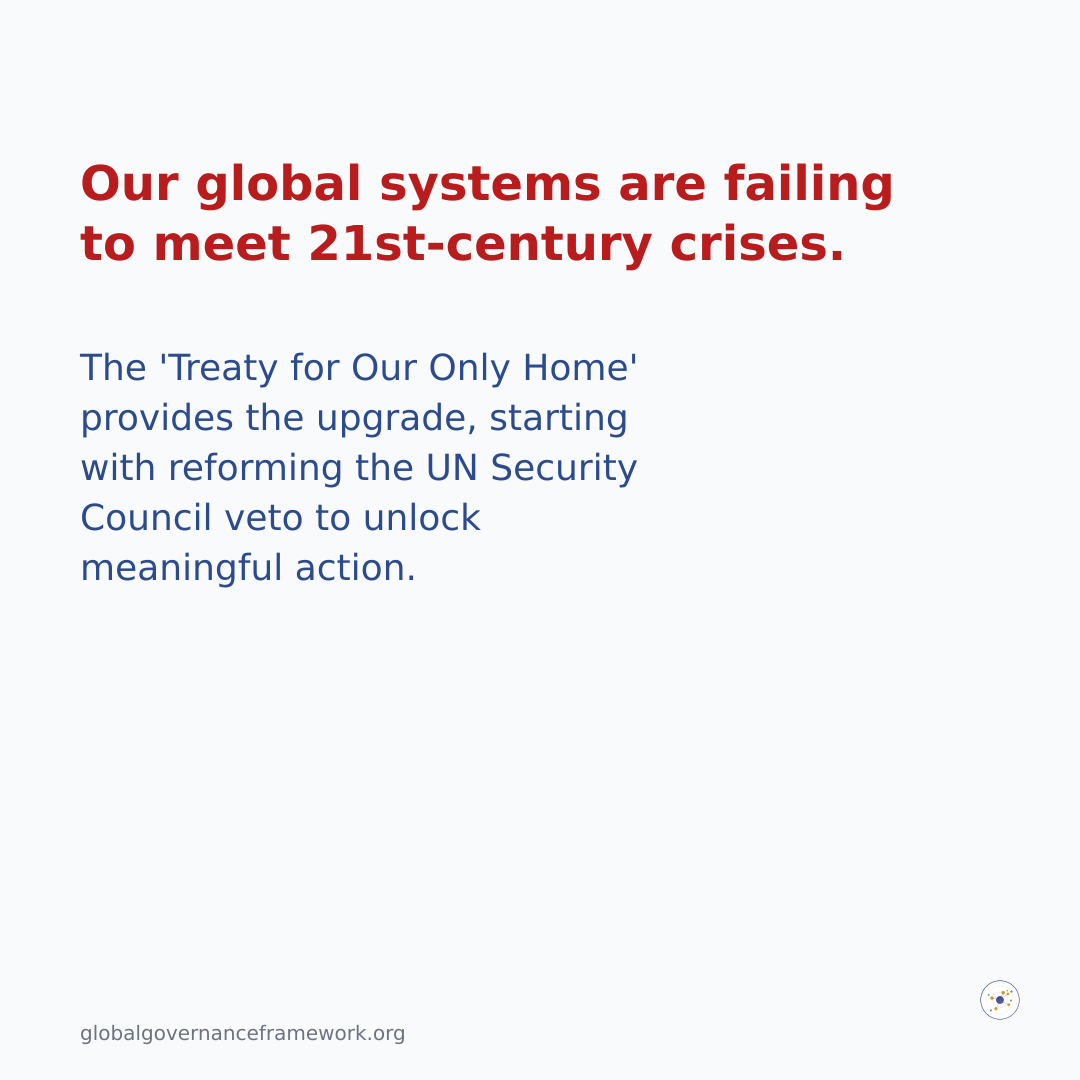 Our global systems are failing
to meet 21st-century crises.
The 'Treaty for Our Only Home'
provides the upgrade, starting
with reforming the UN Security
Council veto to unlock
meaningful action.
globalgovernanceframework.org